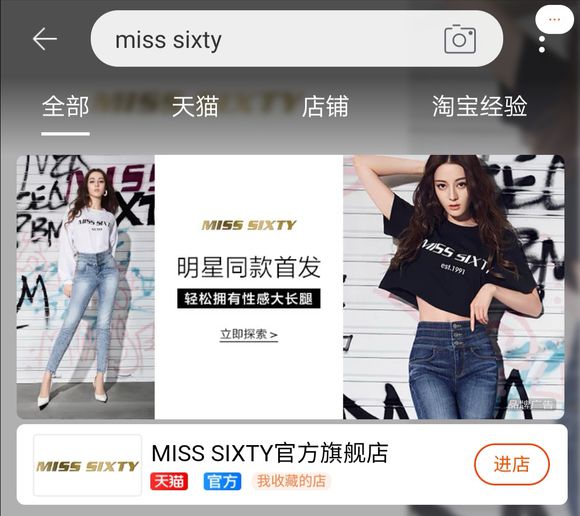 miss sixty
全部
天猫
店铺
淘宝经验
MISS SIXTY
明星同款首发
轻松拥有性感大长腿
立即探索 >
MISS SIXTY
MISS SIXTY
est.1991
品牌广告
MISS SIXTY
MISS SIXTY官方旗舰店
天猫
官方
我收藏的店
进店